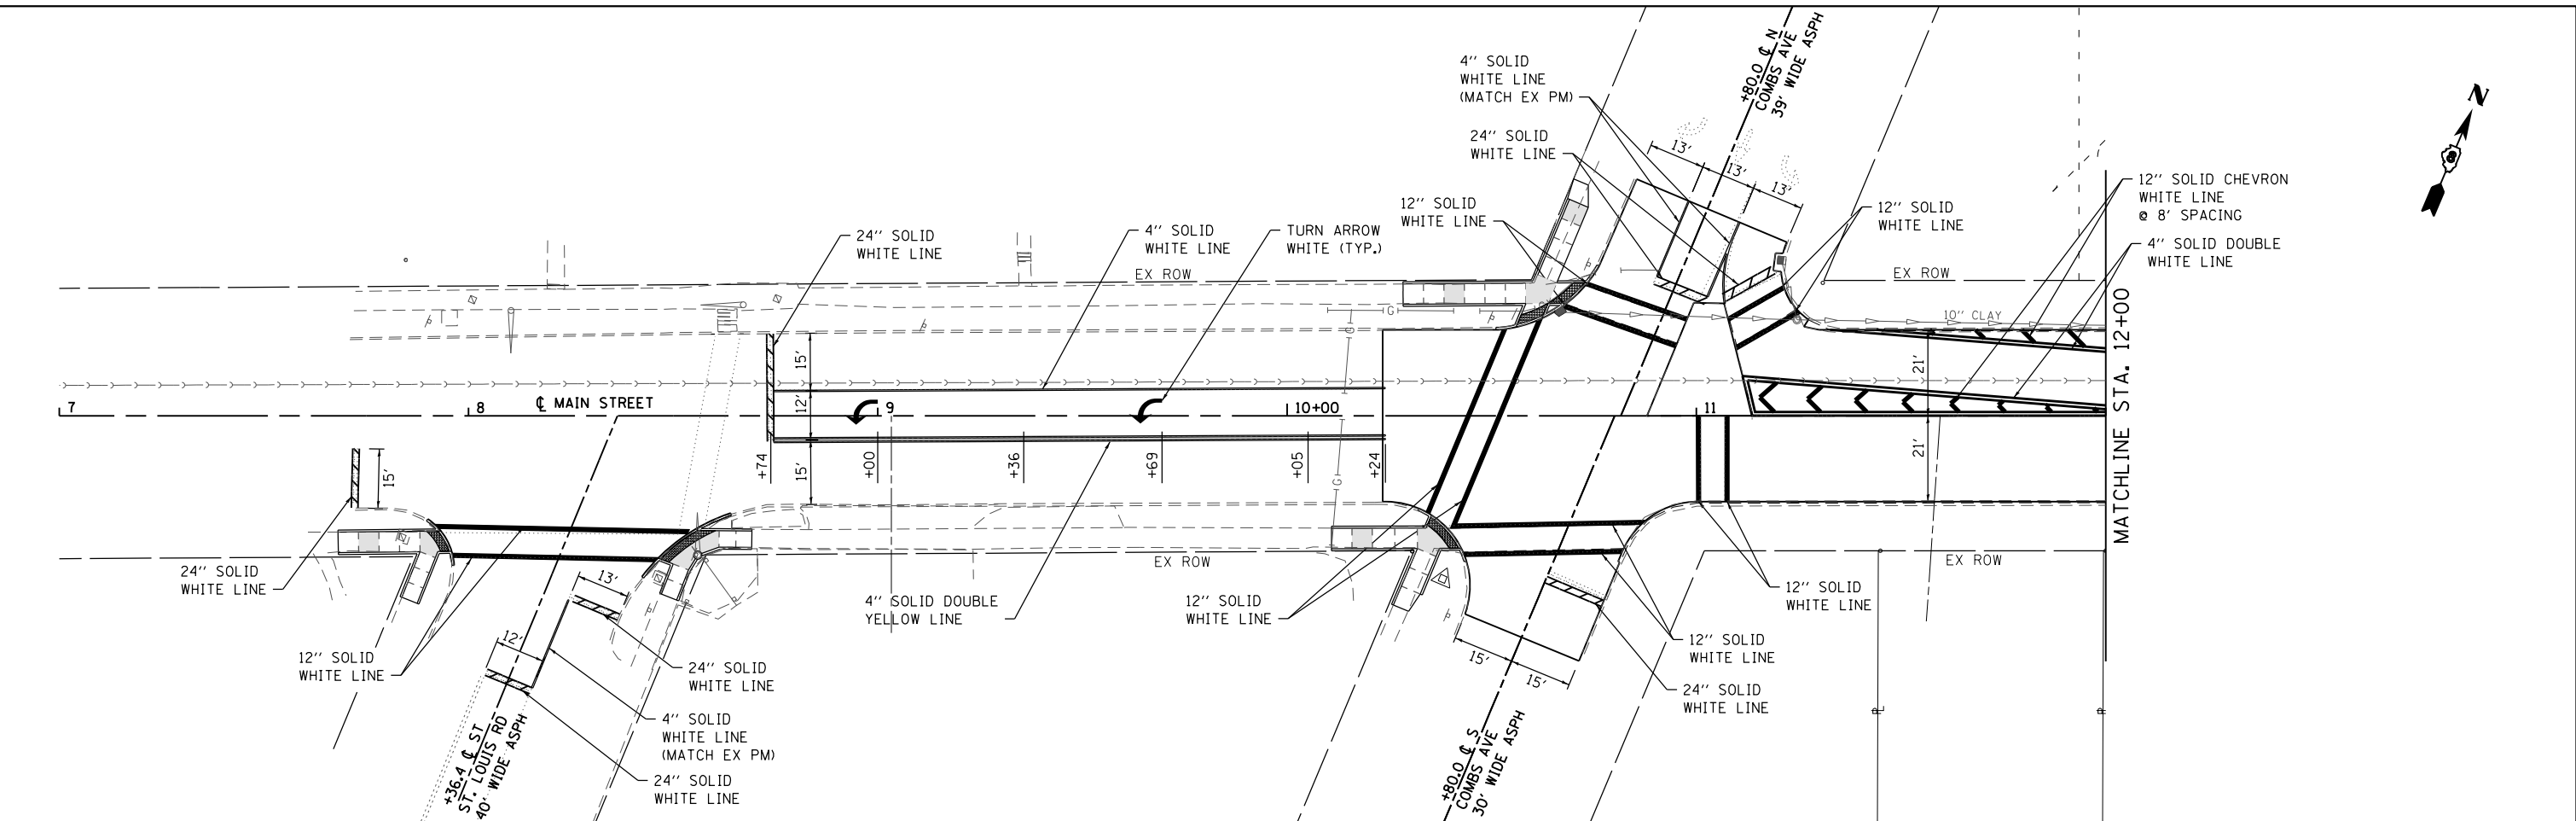 +80.0 ℄ N
COMBS AVE
39' WIDE ASPH
N
4" SOLID
WHITE LINE
(MATCH EX PM)
24" SOLID
WHITE LINE
13'
13'
13'
12" SOLID
WHITE LINE
12" SOLID
WHITE LINE
12" SOLID CHEVRON
WHITE LINE
@ 8' SPACING
4" SOLID DOUBLE
WHITE LINE
24" SOLID
WHITE LINE
4" SOLID
WHITE LINE
TURN ARROW
WHITE (TYP.)
EX ROW
EX ROW
G
G
10" CLAY
MATCHLINE STA. 12+00
15'
12'
15'
21'
21'
7
8
℄ MAIN STREET
9
10+00
11
+74
+00
+36
+69
+05
+24
G
15'
24" SOLID
WHITE LINE
13'
12'
12" SOLID
WHITE LINE
24" SOLID
WHITE LINE
4" SOLID
WHITE LINE
(MATCH EX PM)
24" SOLID
WHITE LINE
+36.4 ℄ ST
ST. LOUIS RD
40' WIDE ASPH
4" SOLID DOUBLE
YELLOW LINE
EX ROW
12" SOLID
WHITE LINE
15'
15'
12" SOLID
WHITE LINE
12" SOLID
WHITE LINE
24" SOLID
WHITE LINE
EX ROW
+80.0 ℄ S
COMBS AVE
30' WIDE ASPH